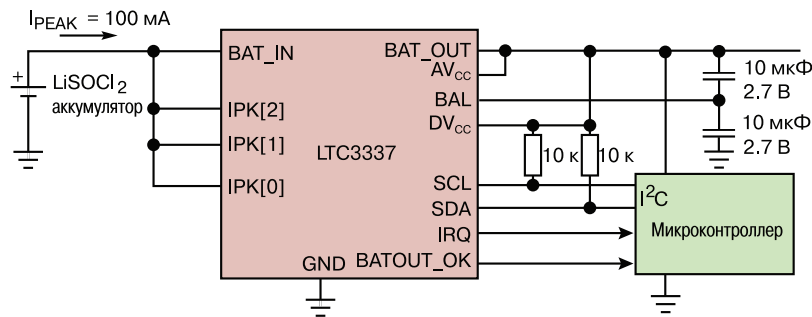 I PEAK = 100 мА
BAT_IN
BAT_OUT
AVCC
10 мкФ
2.7 В
+
LiSOCl2
аккумулятор
IPK[2]
BAL
DVCC
10 мкФ
2.7 В
IPK[1]
LTC3337
10 к
10 к
IPK[0]
SCL
I2C
SDA
Микроконтроллер
IRQ
GND
BATOUT_OK